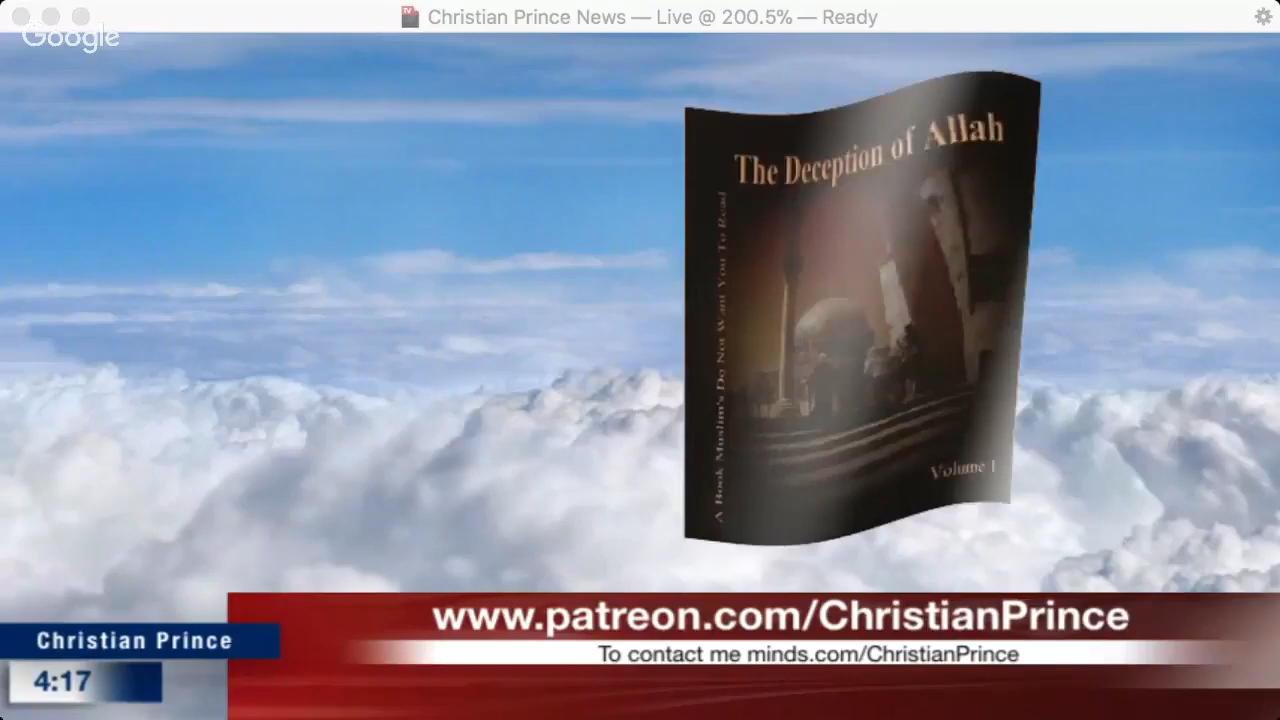 Christian Prince News — Live @ 200.5% — Ready
Google
The Deception of Allah
A Book Muslim's Do Not Want You To Read
Volume 1
www.patreon.com/ChristianPrince
To contact me minds.com/ChristianPrince
Christian Prince
4:17